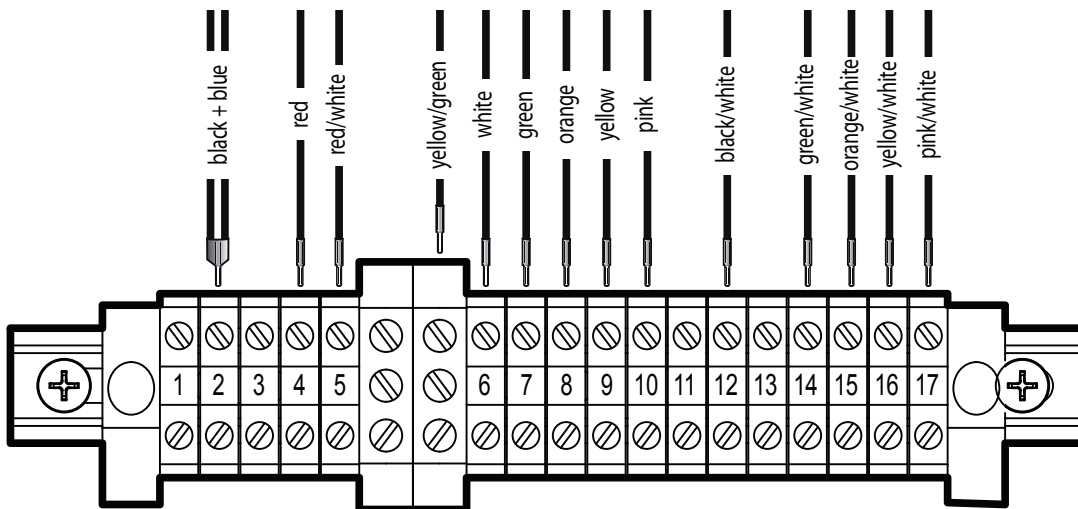 black + blue
red
red/white
yellow/green
white
green
orange
yellow
pink
black/white
green/white
orange/white
yellow/white
pink/white
1 2 3 4 5 6 7 8 9 10 11 12 13 14 15 16 17